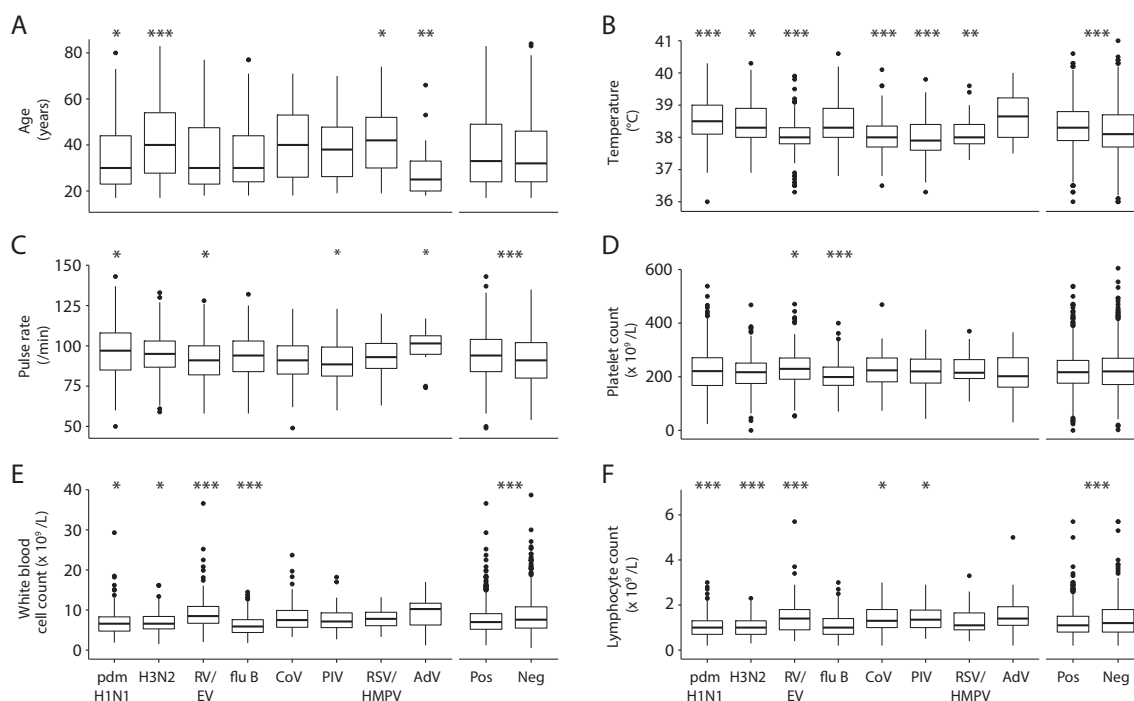 A
* *** * **
Age
(years)
80
60
40
20
B
*** * *** *** *** ** ***
Temperature
(°C)
41
40
39
38
37
36
C
* * * * ***
Pulse rate
(/min)
150
125
100
75
50
D
* ***
Platelet count
(x 10⁹ /L)
600
400
200
0
E
* * *** *** ***
White blood
cell count (x 10⁹ /L)
40
30
20
10
0
pdm
H1N1
H3N2
RV/
EV
flu B
CoV
PIV
RSV/
HMPV
AdV
Pos
Neg
F
*** *** *** * * ***
Lymphocyte count
(x 10⁹ /L)
6
4
2
0
pdm
H1N1
H3N2
RV/
EV
flu B
CoV
PIV
RSV/
HMPV
AdV
Pos
Neg